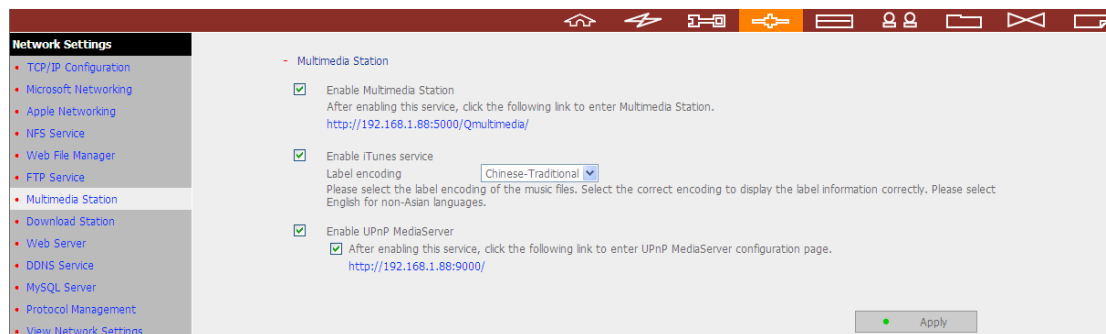 Network Settings
TCP/IP Configuration
Microsoft Networking
Apple Networking
NFS Service
Web File Manager
FTP Service
Multimedia Station
Download Station
Web Server
DDNS Service
MySQL Server
Protocol Management
View Network Settings
- Multimedia Station
Enable Multimedia Station
After enabling this service, click the following link to enter Multimedia Station.
http://192.168.1.88:5000/Qmultimedia/
Enable iTunes service
Label encoding Chinese-Traditional
Please select the label encoding of the music files. Select the correct encoding to display the label information correctly. Please select
English for non-Asian languages.
Enable UPnP MediaServer
After enabling this service, click the following link to enter UPnP MediaServer configuration page.
http://192.168.1.88:9000/
Apply